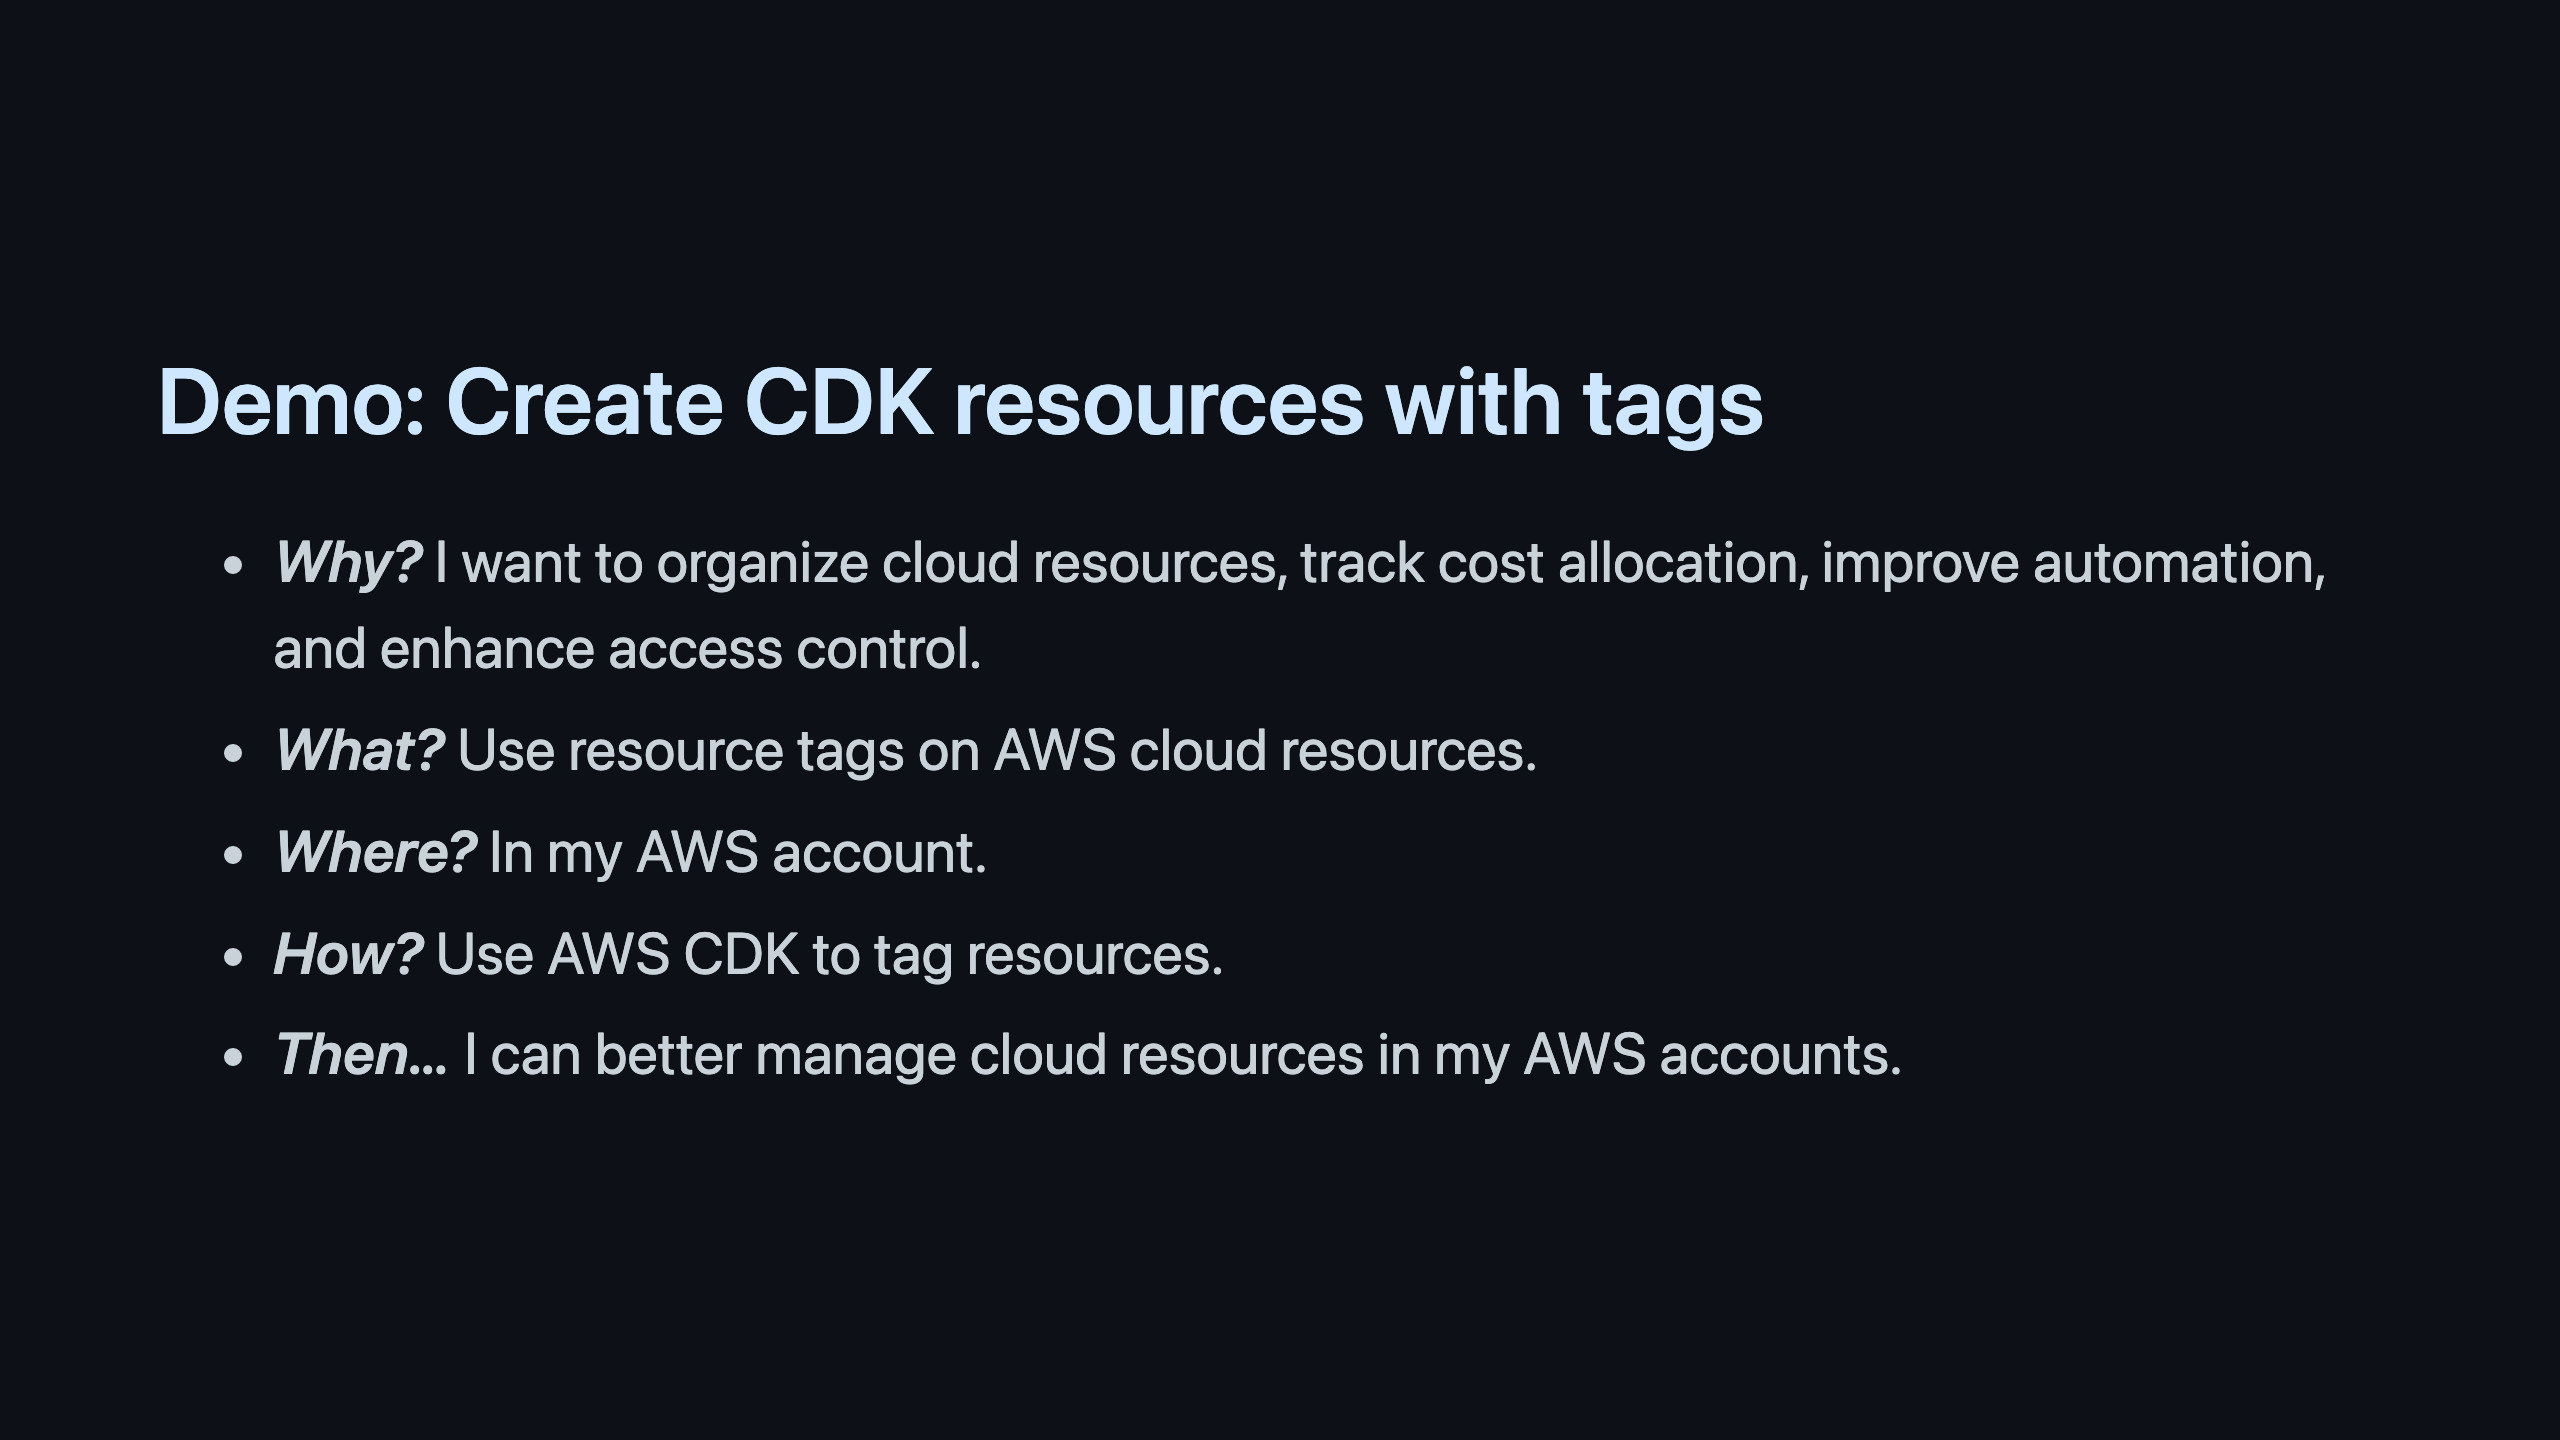 Demo: Create CDK resources with tags
• Why? I want to organize cloud resources, track cost allocation, improve automation,
and enhance access control.
• What? Use resource tags on AWS cloud resources.
• Where? In my AWS account.
• How? Use AWS CDK to tag resources.
• Then... I can better manage cloud resources in my AWS accounts.